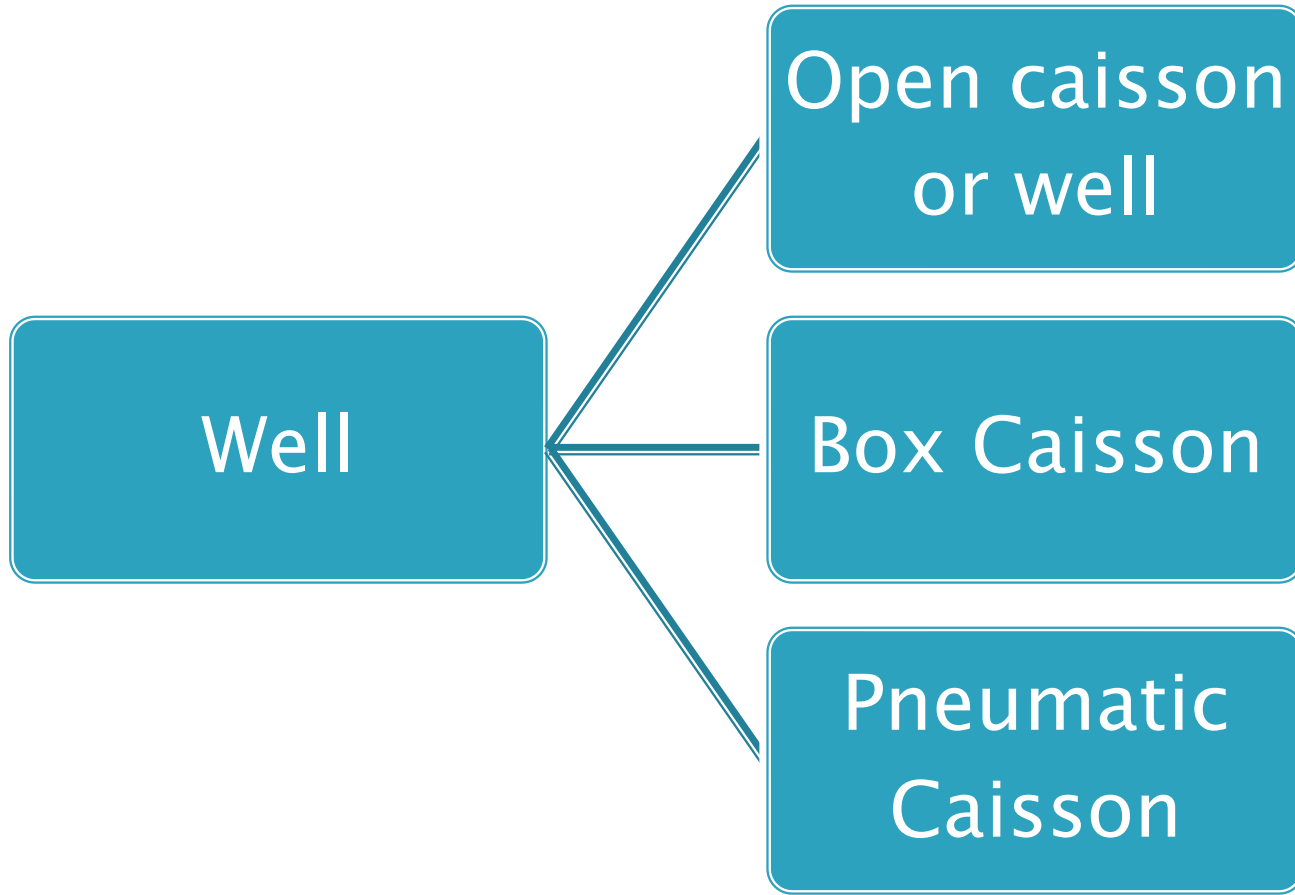 Well
Open caisson
or well
Box Caisson
Pneumatic
Caisson